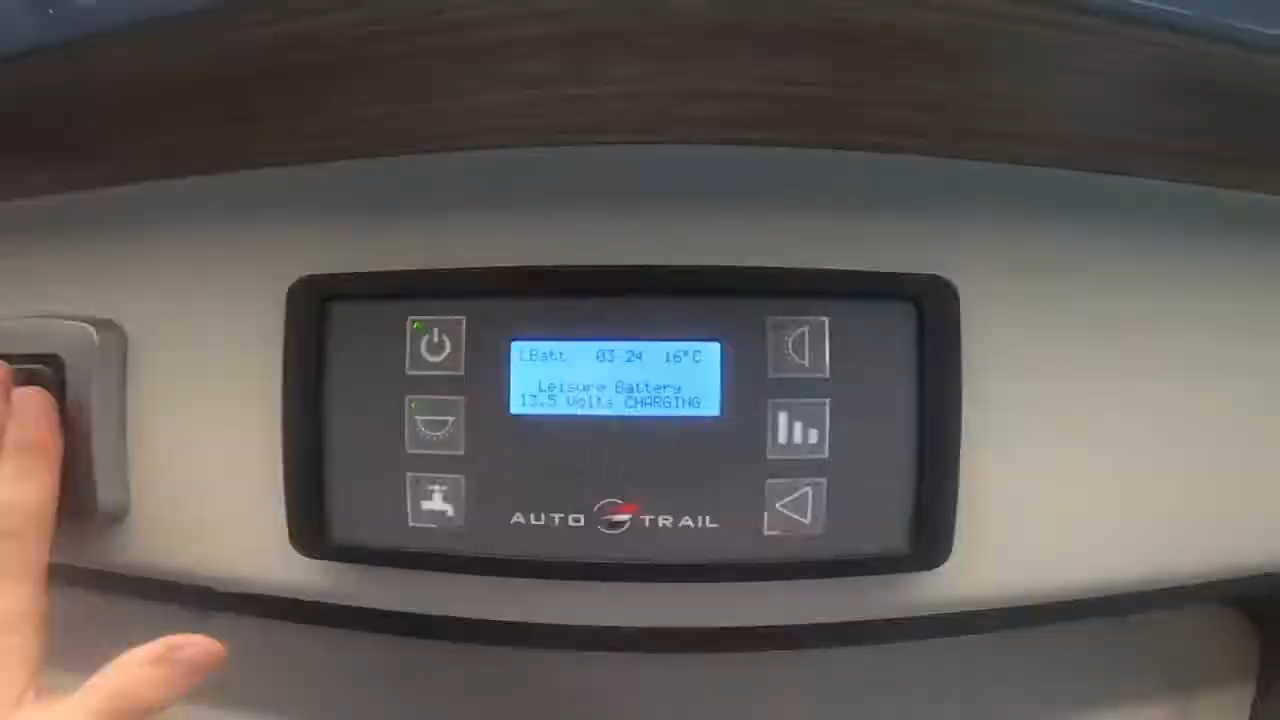 LBatt 03 24 16°C
Leisure Battery
13.5 Volts CHARGING
AUTO TRAIL